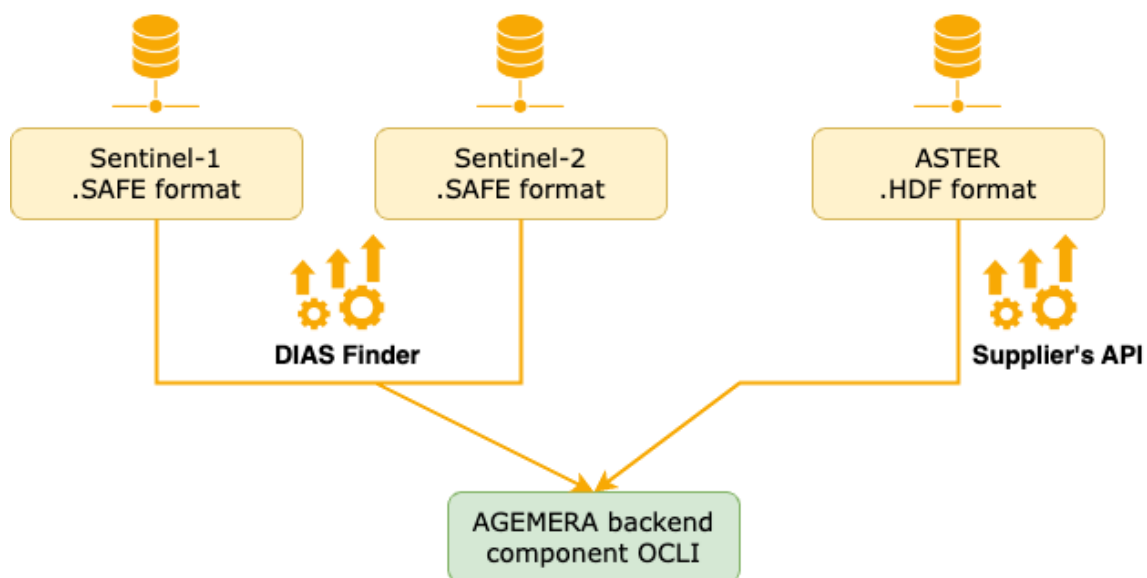 Sentinel-1
.SAFE format
Sentinel-2
.SAFE format
ASTER
.HDF format
DIAS Finder
Supplier's API
AGEMERA backend
component OCLI